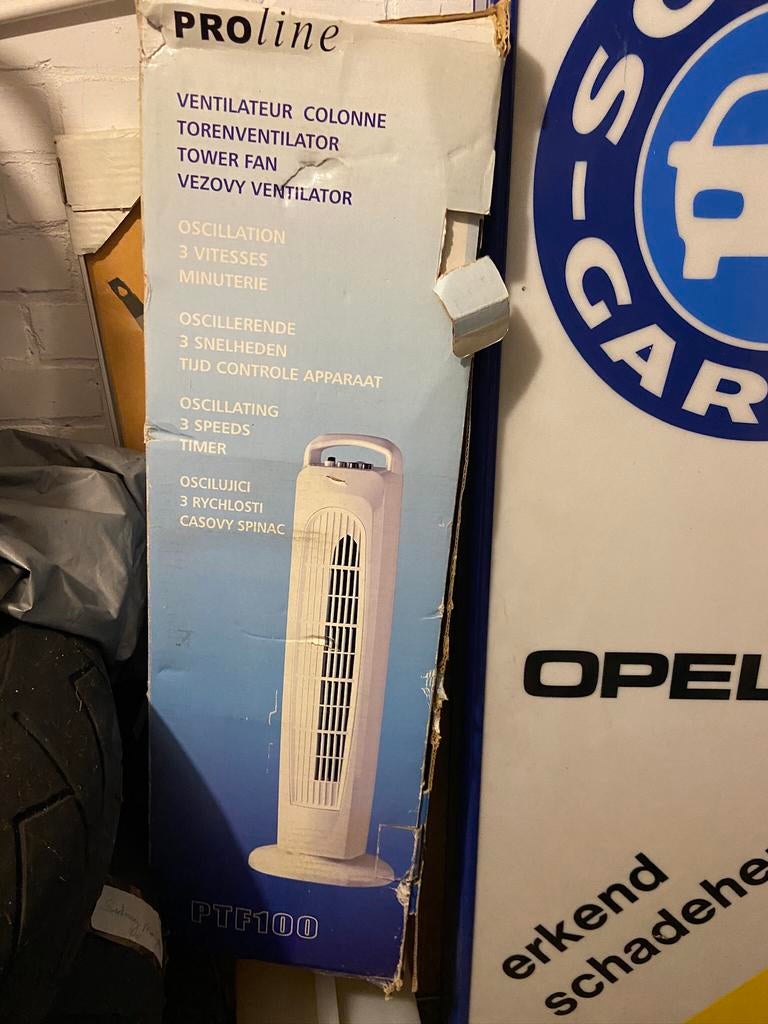 PROline
VENTILATEUR COLONNE
TORENVENTILATOR
TOWER FAN
VEZOVY VENTILATOR
OSCILLATION
3 VITESSES
MINUTERIE
OSCILLERENDE
3 SNELHEDEN
TIJD CONTROLE APPARAAT
OSCILLATING
3 SPEEDS
TIMER
OSCILUJICI
3 RYCHLOSTI
CASOVY SPINAC
PTF100
S-GAR
OPEL
erkend
schadehe